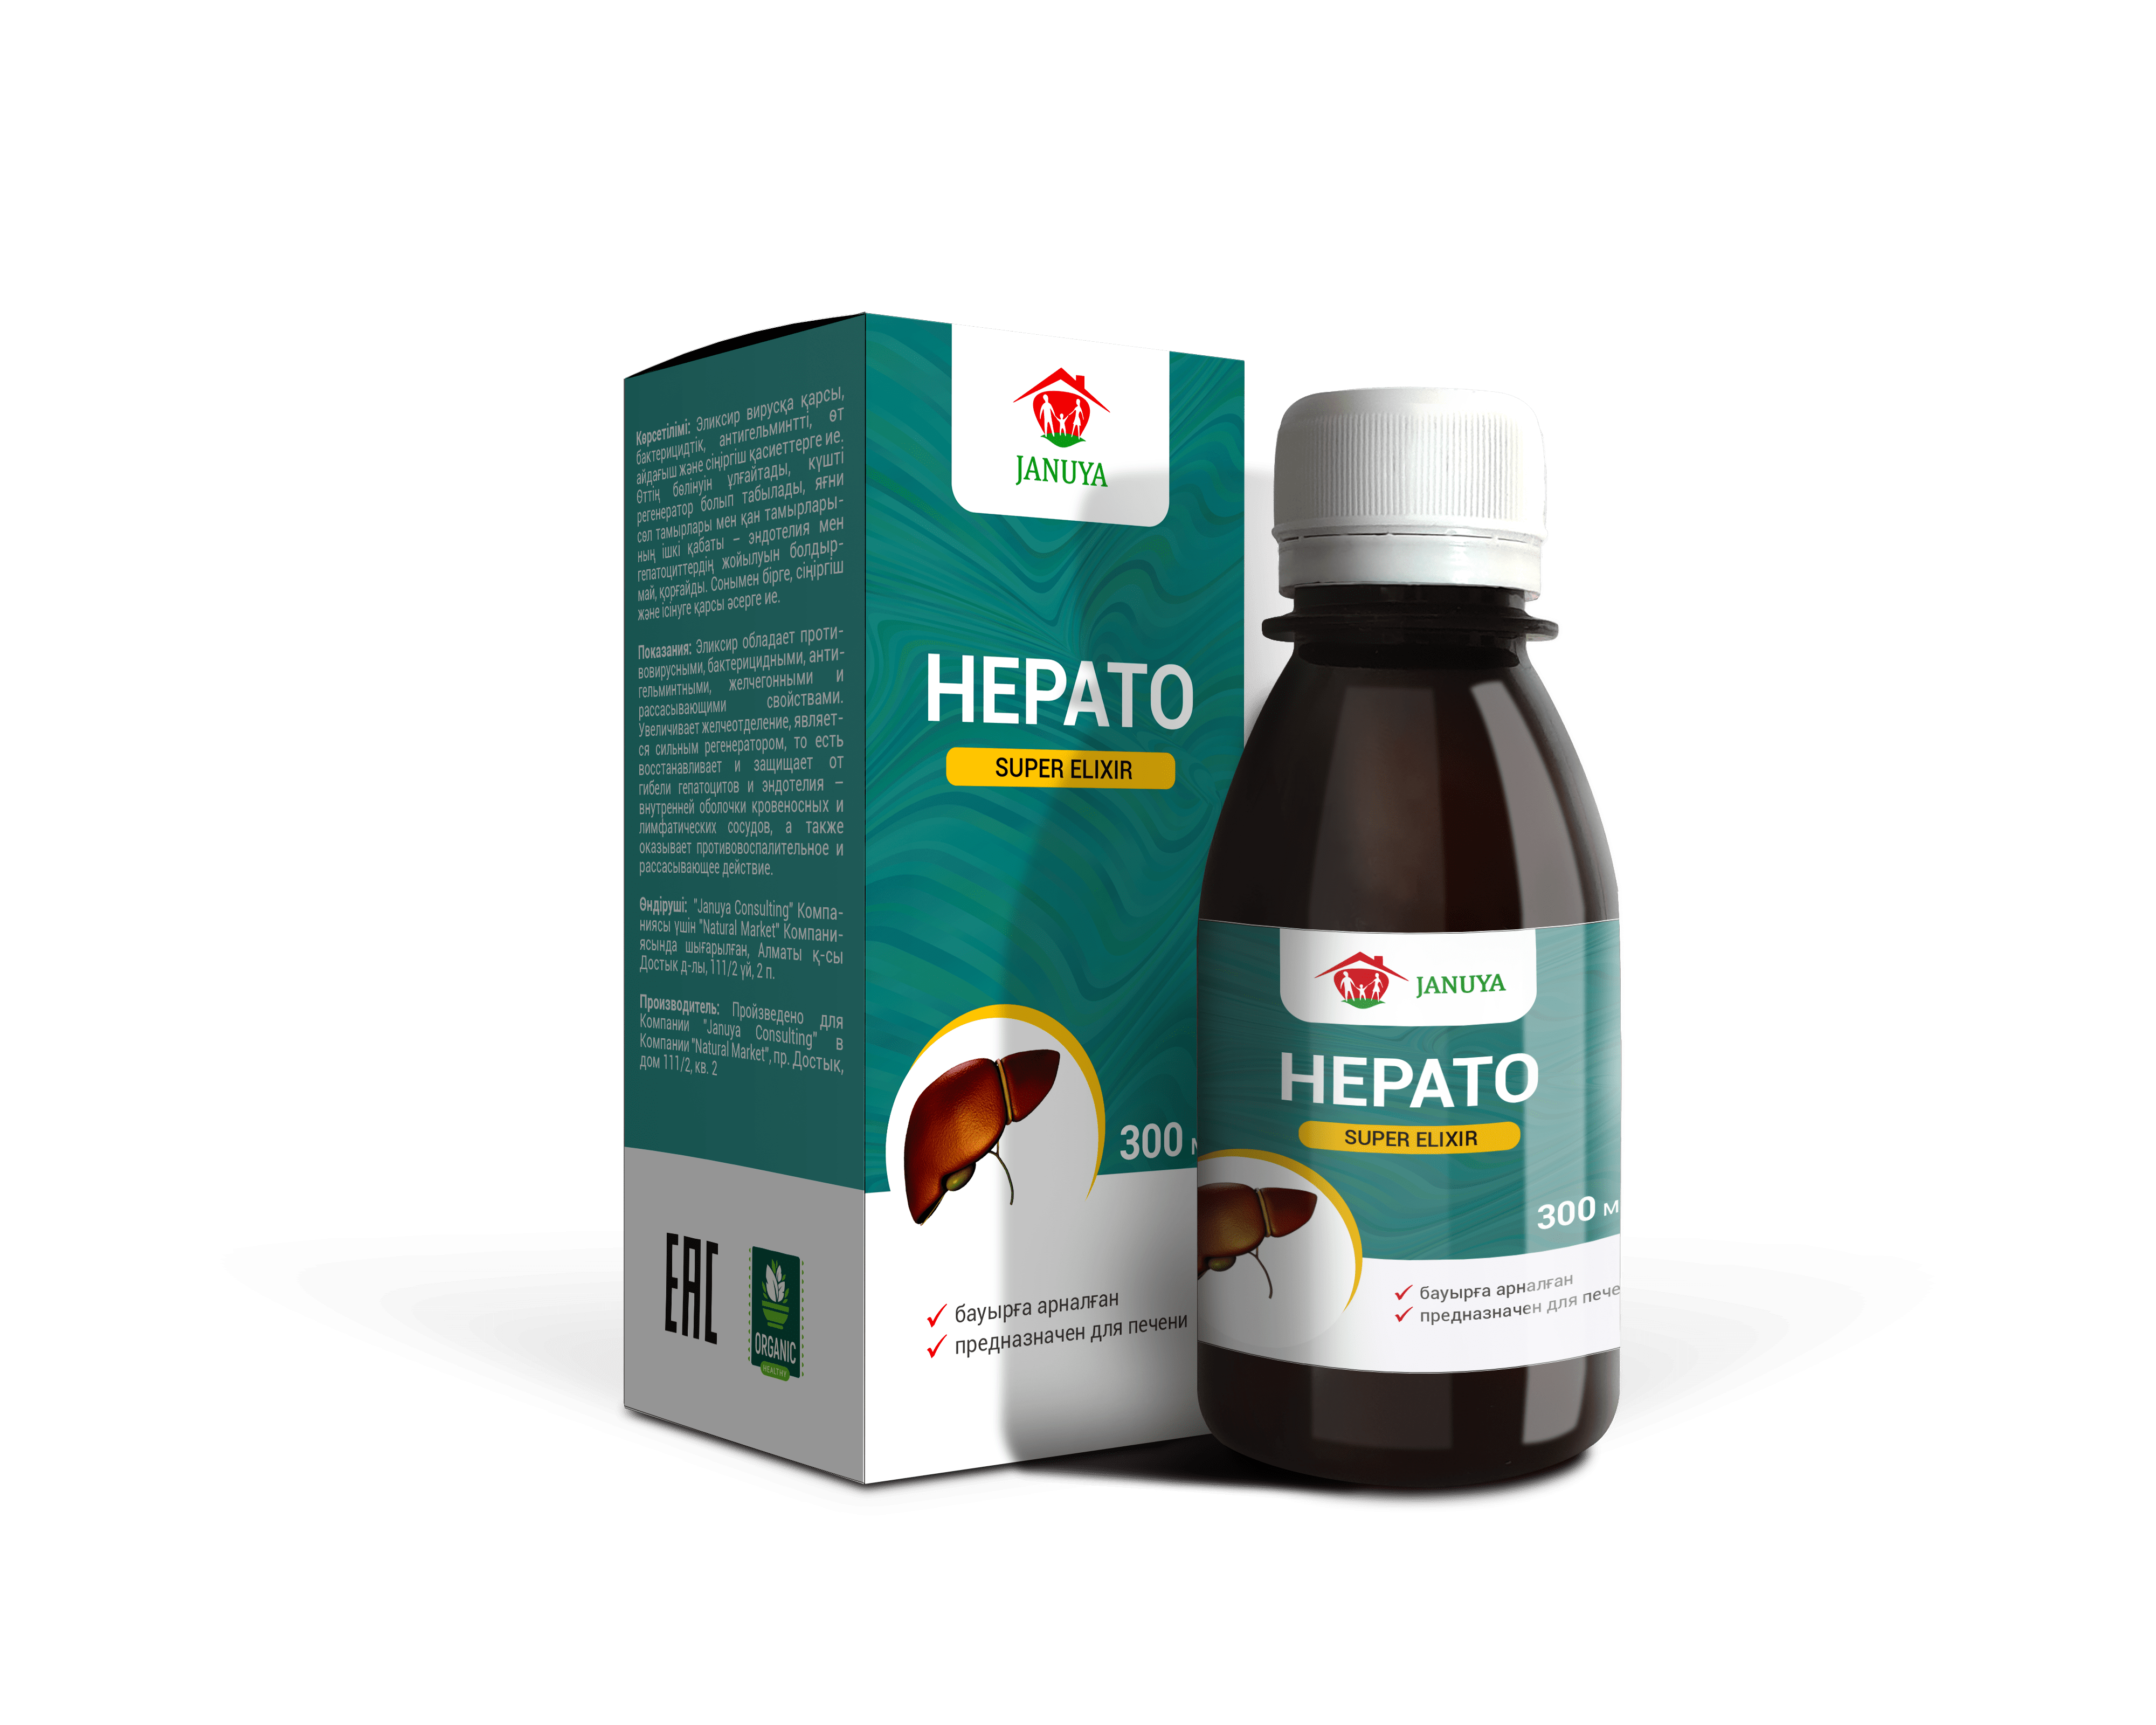 Көрсетілімі: Эликсир вирусқа қарсы,
бактерицидтік, антигельминтті, өт
айдағыш және сіңіргіш қасиеттерге ие.
Өттің бөлінуін ұлғайтады, күшті
регенератор болып табылады, яғни
сөл тамырлары мен қан тамырлары-
ның ішкі қабаты – эндотелия мен
гепатоциттердің жойылуын болдыр-
май, қорғайды. Сонымен бірге, сіңіргіш
және ісінуге қарсы әсерге ие.
Показания: Эликсир обладает проти-
вовирусными, бактерицидными, анти-
гельминтными, желчегонными и
рассасывающими свойствами.
Увеличивает желчеотделение, являет-
ся сильным регенератором, то есть
восстанавливает и защищает от
гибели гепатоцитов и эндотелия –
внутренней оболочки кровеносных и
лимфатических сосудов, а также
оказывает противовоспалительное и
рассасывающее действие.
Өндіруші: "Januya Consulting" Компа-
ниясы үшін "Natural Market" Компани-
ясында шығарылған, Алматы қ-сы
Достык д-лы, 111/2 үй, 2 п.
Производитель: Пройзведено для
Компании "Januya Consulting" в
Компании "Natural Market", пр. Достык,
дом 111/2, кв. 2
EAC
ORGANIC
HEALTHY
JANUYA
HEPATO
SUPER ELIXIR
300
бауырға арналған
предназначен для печени
JANUYA
HEPATO
SUPER ELIXIR
300 м
бауырға арналған
предназначен для пече